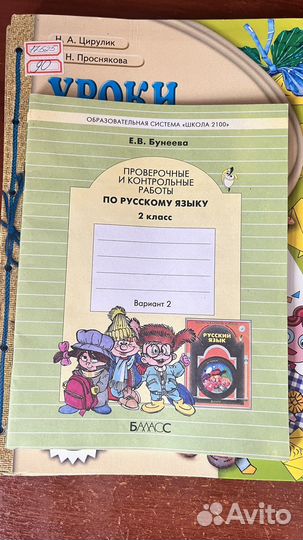 Н. А. Цирулик
Н. Проснякова
УРОКИ
90
ОБРАЗОВАТЕЛЬНАЯ СИСТЕМА «ШКОЛА 2100»
Е.В. Бунеева
ПРОВЕРОЧНЫЕ
И КОНТРОЛЬНЫЕ
РАБОТЫ
ПО РУССКОМУ ЯЗЫКУ
2 класс
Вариант 2
РУССКИЙ
ЯЗЫК
БАЛАСС
Avito